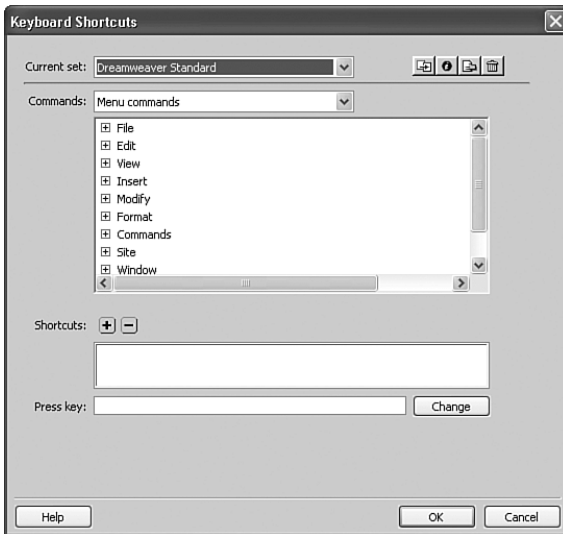 Keyboard Shortcuts
Current set: Dreamweaver Standard
Commands: Menu commands
File
Edit
View
Insert
Modify
Format
Commands
Site
Window
Shortcuts:
Press key: Change
Help OK Cancel